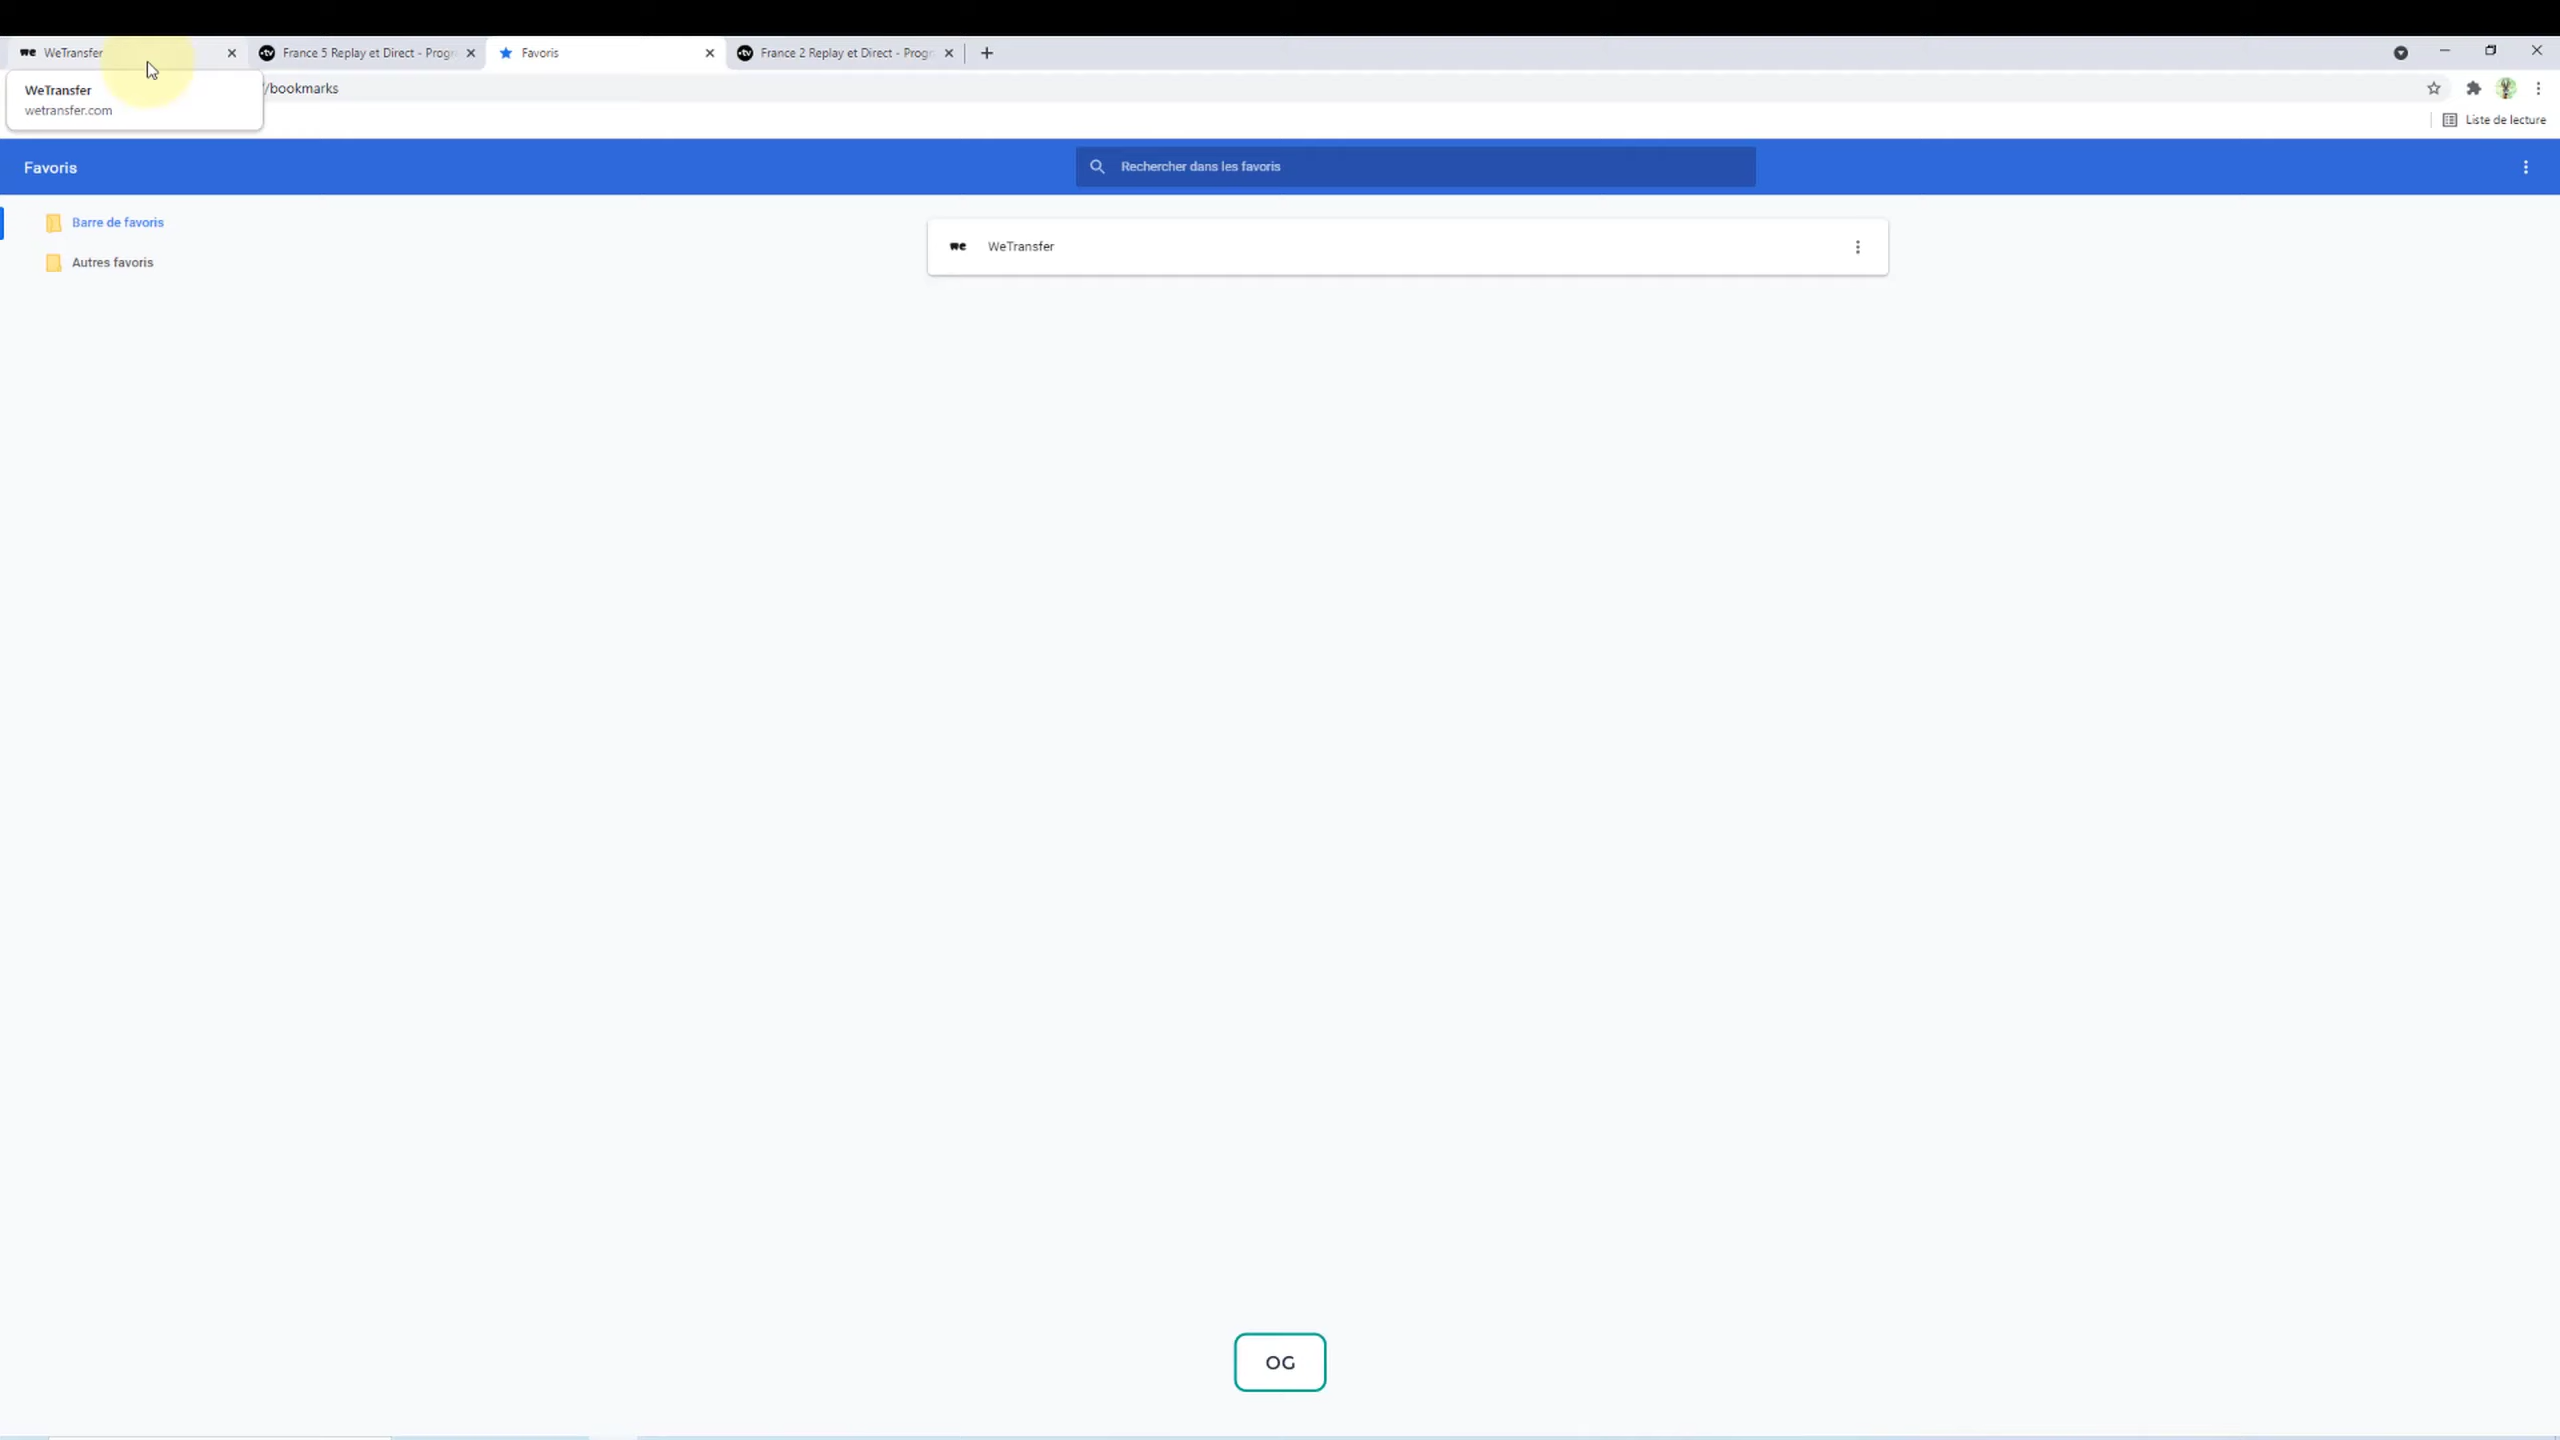 WeTransfer
France 5 Replay et Direct - Progr
Favoris
France 2 Replay et Direct - Progr
WeTransfer
wetransfer.com
/bookmarks
Liste de lecture
Favoris
Rechercher dans les favoris
Barre de favoris
Autres favoris
we WeTransfer
OG